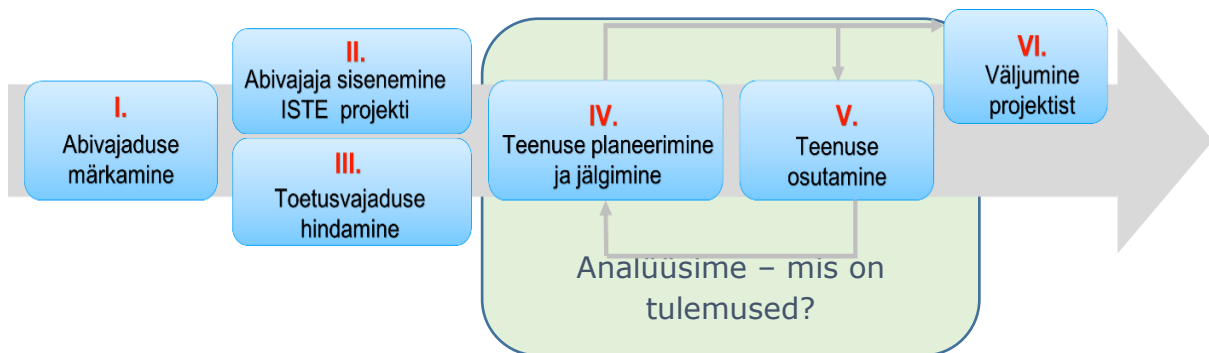 I.
Abivajaduse
märkamine
II.
Abivajaja sisenemine
ISTE projekti
III.
Toetusvajaduse
hindamine
IV.
Teenuse planeerimine
ja jälgimine
V.
Teenuse
osutamine
VI.
Väljumine
projektist
Analüüsime – mis on
tulemused?